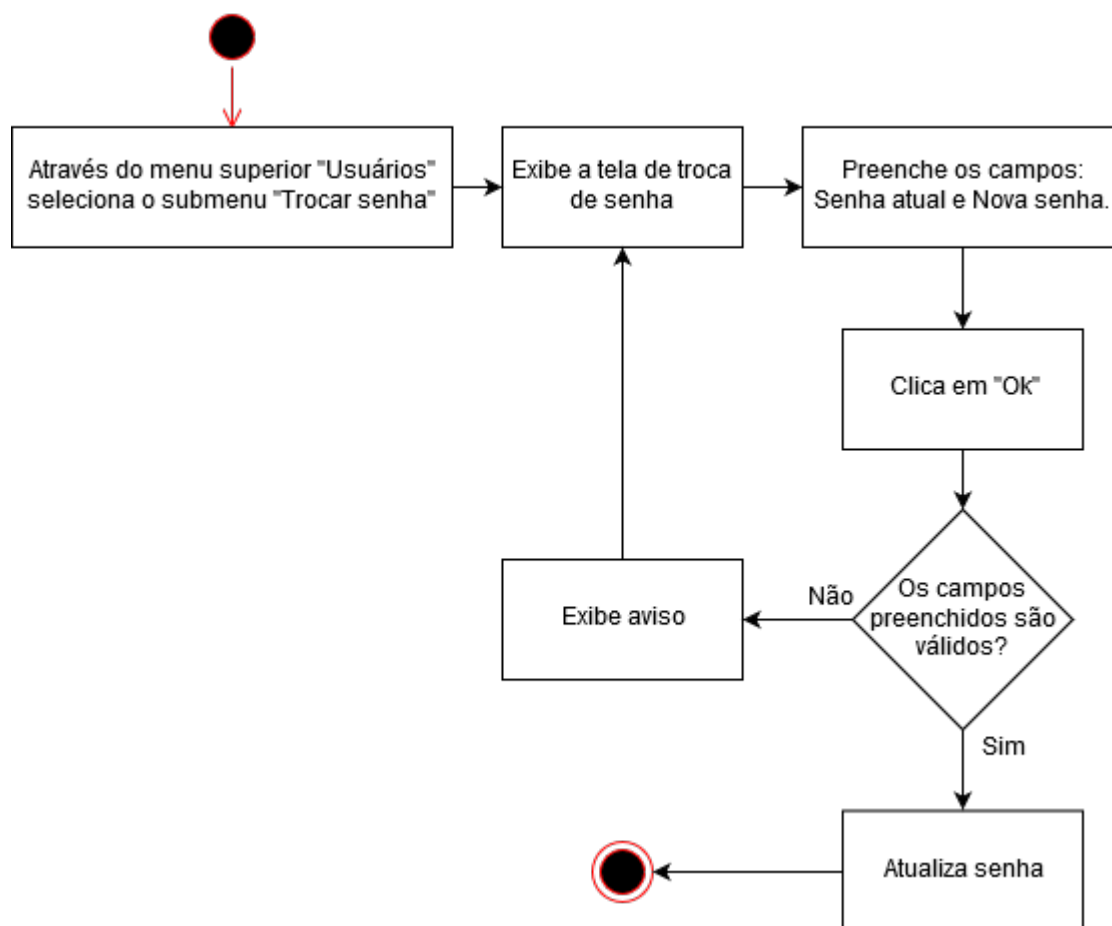 Através do menu superior "Usuários"
seleciona o submenu "Trocar senha"
Exibe a tela de troca
de senha
Preenche os campos:
Senha atual e Nova senha.
Clica em "Ok"
Os campos
preenchidos são
válidos?
Não
Exibe aviso
Sim
Atualiza senha